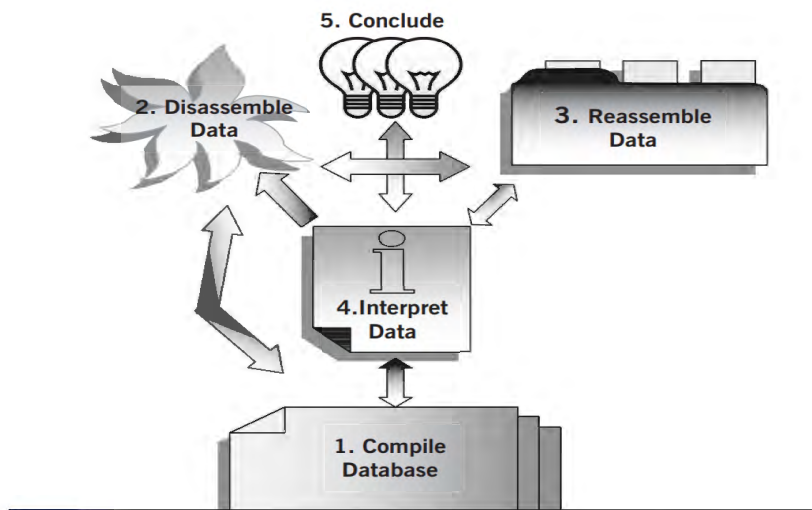 5. Conclude
2. Disassemble
Data
3. Reassemble
Data
i
4.Interpret
Data
1. Compile
Database